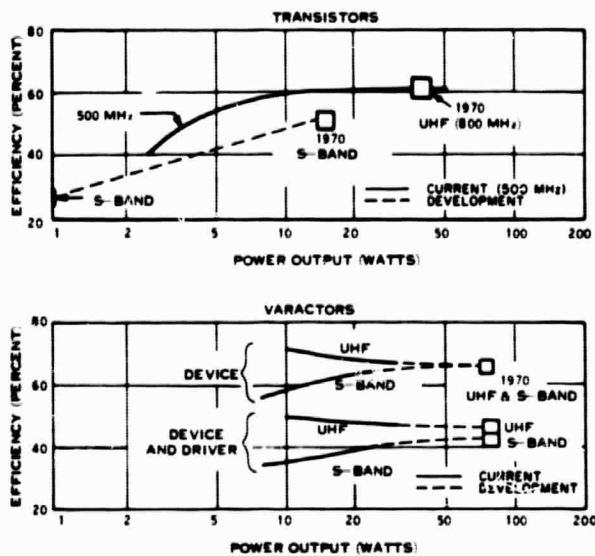 TRANSISTORS
EFFICIENCY (PERCENT)
80
60
40
20
500 MHz
1970
UHF (800 MHz)
1970
S-BAND
S-BAND
CURRENT (500 MHz)
DEVELOPMENT
1 2 5 10 20 50 100 200
POWER OUTPUT (WATTS)
VARACTORS
EFFICIENCY (PERCENT)
80
60
40
20
DEVICE
UHF
S-BAND
1970
UHF & S-BAND
DEVICE
AND DRIVER
UHF
UHF
S-BAND
S-BAND
CURRENT
DEVELOPMENT
1 2 5 10 20 50 100 200
POWER OUTPUT (WATTS)